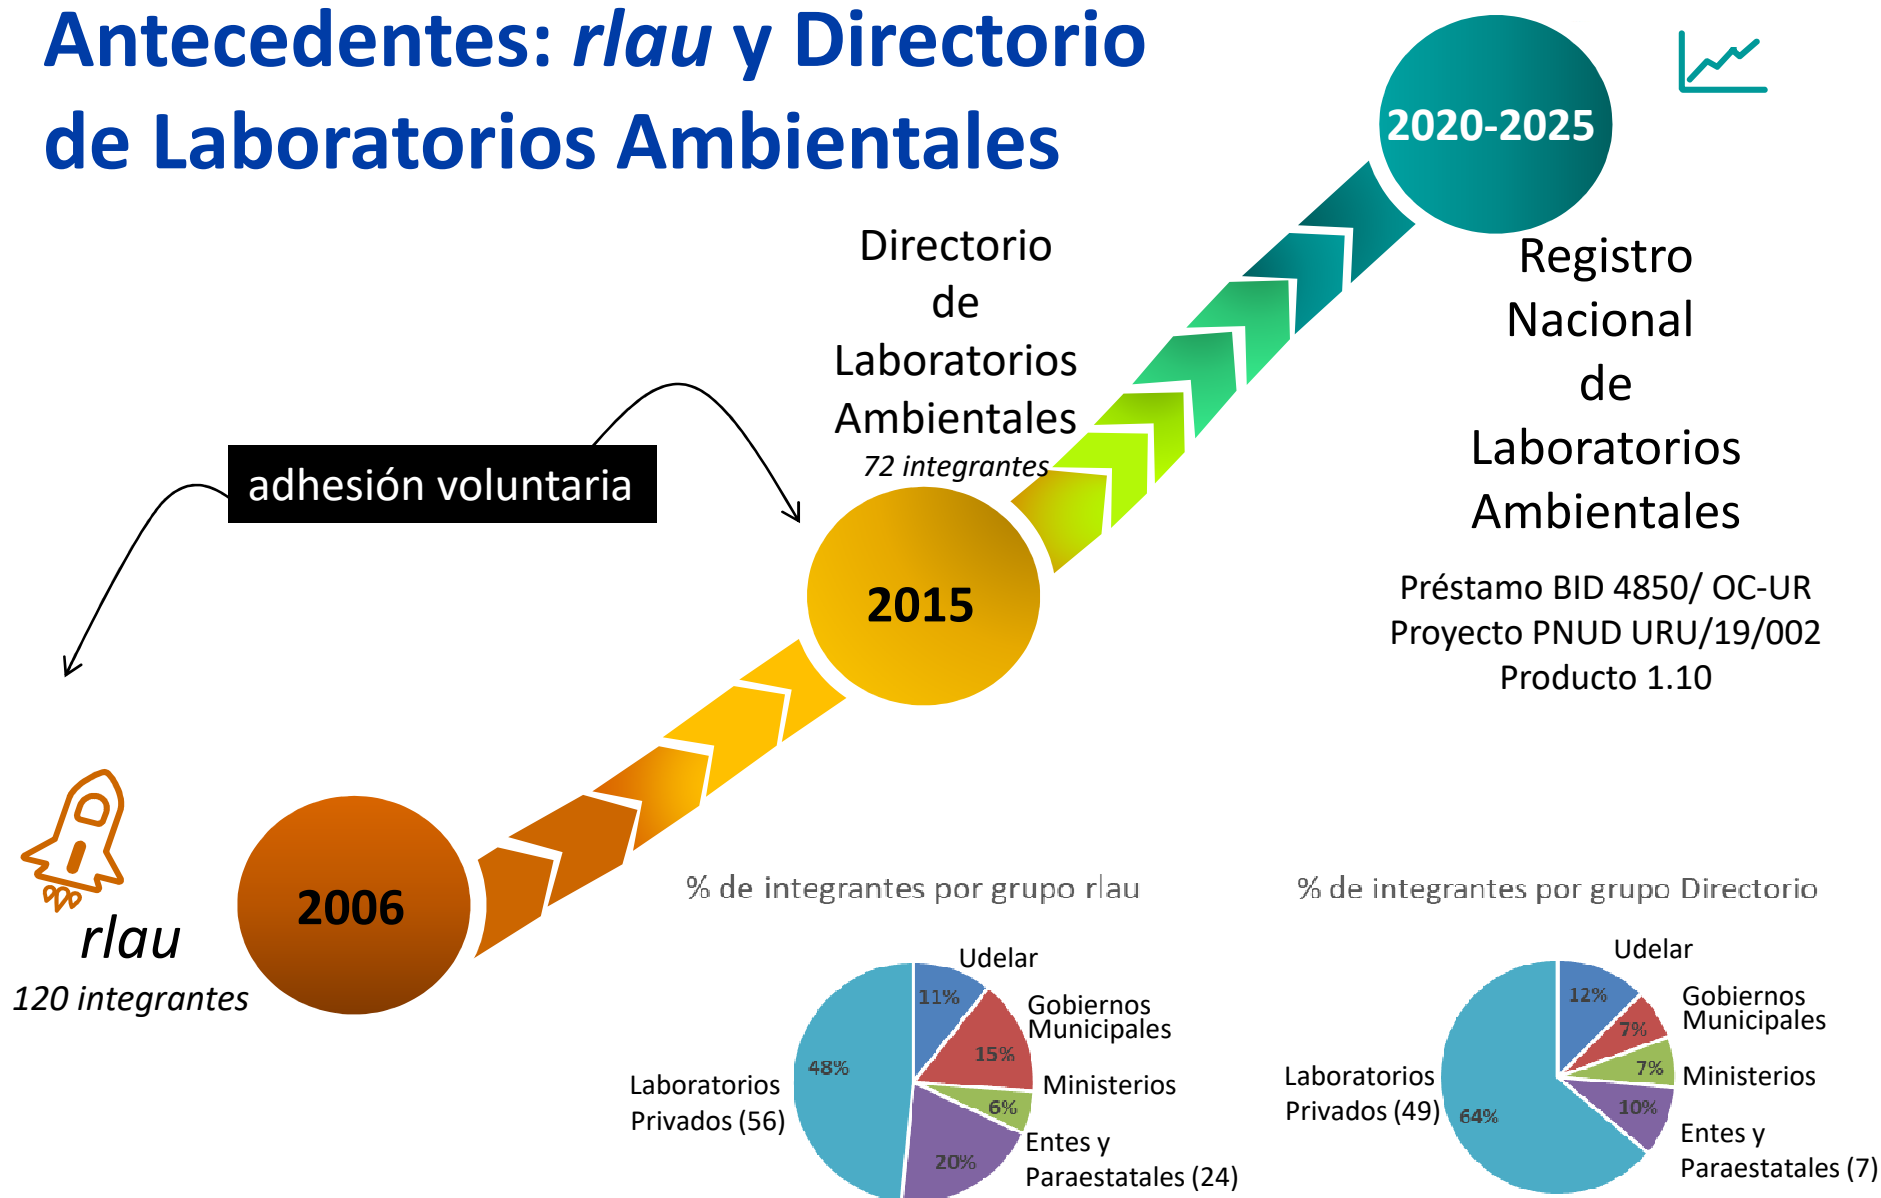 Antecedentes: rlau y Directorio
de Laboratorios Ambientales
2020-2025
Directorio
de
Laboratorios
Ambientales
72 integrantes
Registro
Nacional
de
Laboratorios
Ambientales
Préstamo BID 4850/ OC-UR
Proyecto PNUD URU/19/002
Producto 1.10
adhesión voluntaria
2015
2006
rlau
120 integrantes
% de integrantes por grupo rlau
Udelar
11%
Gobiernos
Municipales
15%
Ministerios
6%
Entes y
Paraestatales (24)
20%
Laboratorios
Privados (56)
48%
% de integrantes por grupo Directorio
Udelar
12%
Gobiernos
Municipales
7%
Ministerios
7%
Entes y
Paraestatales (7)
10%
Laboratorios
Privados (49)
64%